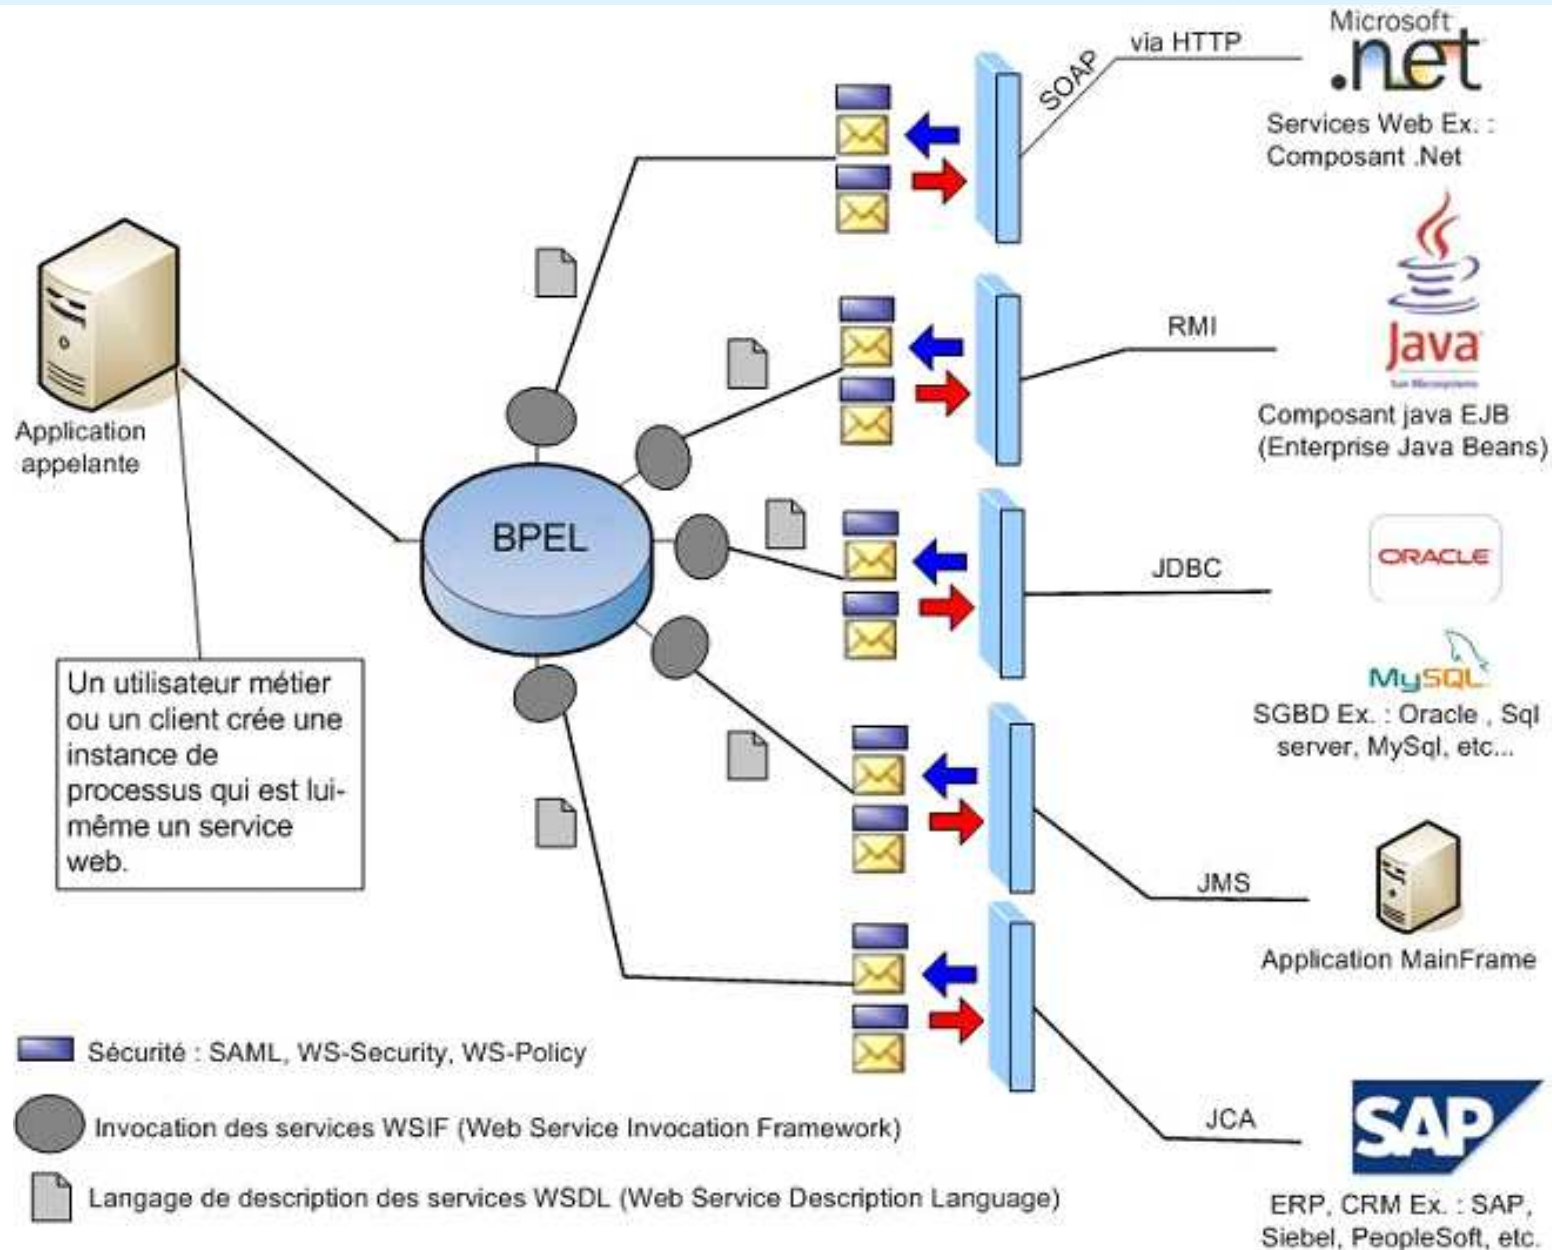 Microsoft
.net
via HTTP
SOAP
Services Web Ex. :
Composant .Net
RMI
Java
Sun Microsystems
Composant java EJB
(Enterprise Java Beans)
Application
appelante
BPEL
JDBC
ORACLE
MySQL
SGBD Ex. : Oracle , Sql
server, MySql, etc...
Un utilisateur métier
ou un client crée une
instance de
processus qui est lui-
même un service
web.
JMS
Application MainFrame
JCA
SAP
ERP, CRM Ex. : SAP,
Siebel, PeopleSoft, etc.
Sécurité : SAML, WS-Security, WS-Policy
Invocation des services WSIF (Web Service Invocation Framework)
Langage de description des services WSDL (Web Service Description Language)